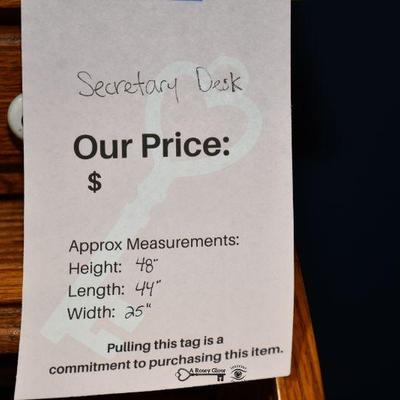 Secretary Desk
Our Price:
$
Approx Measurements:
Height: 48"
Length: 44"
Width: 25"
Pulling this tag is a
commitment to purchasing this item.
A Rosey Glow